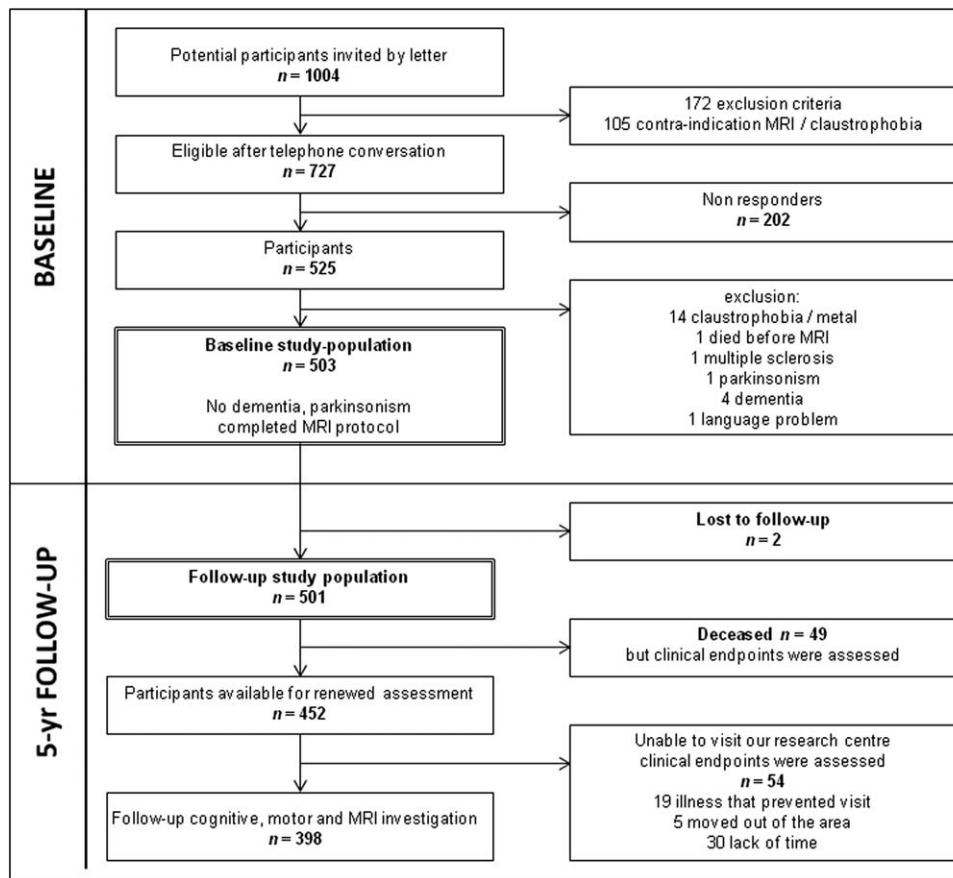 BASELINE
Potential participants invited by letter
n = 1004
172 exclusion criteria
105 contra-indication MRI / claustrophobia
Eligible after telephone conversation
n = 727
Non responders
n = 202
Participants
n = 525
exclusion:
14 claustrophobia / metal
1 died before MRI
1 multiple sclerosis
1 parkinsonism
4 dementia
1 language problem
Baseline study-population
n = 503
No dementia, parkinsonism
completed MRI protocol
5-yr FOLLOW-UP
Lost to follow-up
n = 2
Follow-up study population
n = 501
Deceased n = 49
but clinical endpoints were assessed
Participants available for renewed assessment
n = 452
Unable to visit our research centre
clinical endpoints were assessed
n = 54
19 illness that prevented visit
5 moved out of the area
30 lack of time
Follow-up cognitive, motor and MRI investigation
n = 398